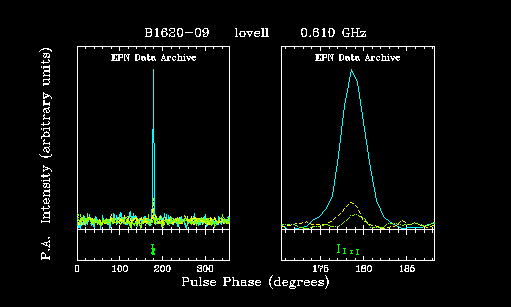 B1620-09 lovell 0.610 GHz
EPN Data Archive EPN Data Archive
P.A. Intensity (arbitrary units)
0 100 200 300 175 180 185
Pulse Phase (degrees)